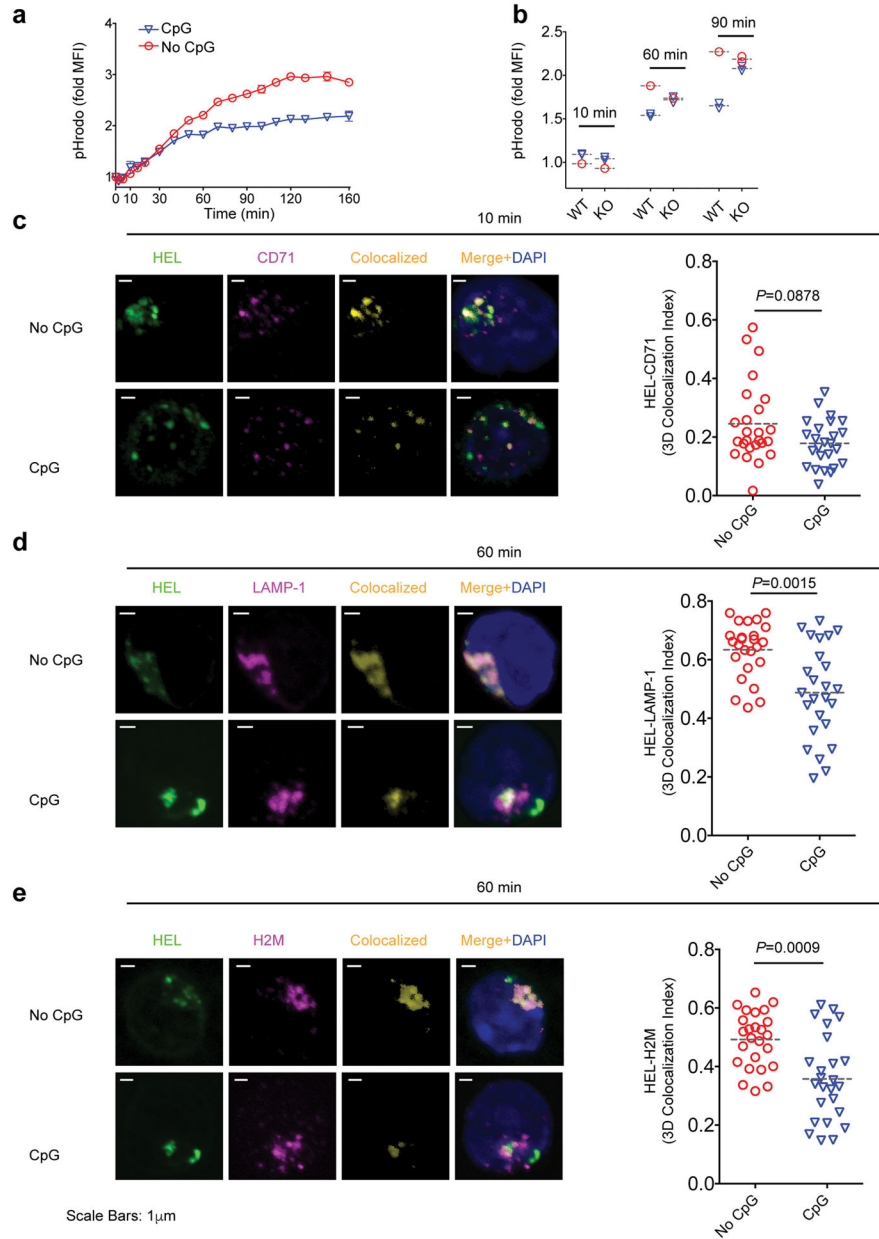 a
CpG
No CpG
pHrodo (fold MFI)
4
3
2
1
0 10 30 60 90 120 160
Time (min)
b
pHrodo (fold MFI)
2.5
2.0
1.5
1.0
10 min
60 min
90 min
WT KO WT KO WT KO
c
10 min
HEL CD71 Colocalized Merge+DAPI
No CpG
CpG
HEL-CD71
(3D Colocalization Index)
0.8
0.6
0.4
0.2
0.0
P=0.0878
No CpG CpG
d
60 min
HEL LAMP-1 Colocalized Merge+DAPI
No CpG
CpG
HEL-LAMP-1
(3D Colocalization Index)
0.8
0.6
0.4
0.2
0.0
P=0.0015
No CpG CpG
e
60 min
HEL H2M Colocalized Merge+DAPI
No CpG
CpG
HEL-H2M
(3D Colocalization Index)
0.8
0.6
0.4
0.2
0.0
P=0.0009
No CpG CpG
Scale Bars: 1μm